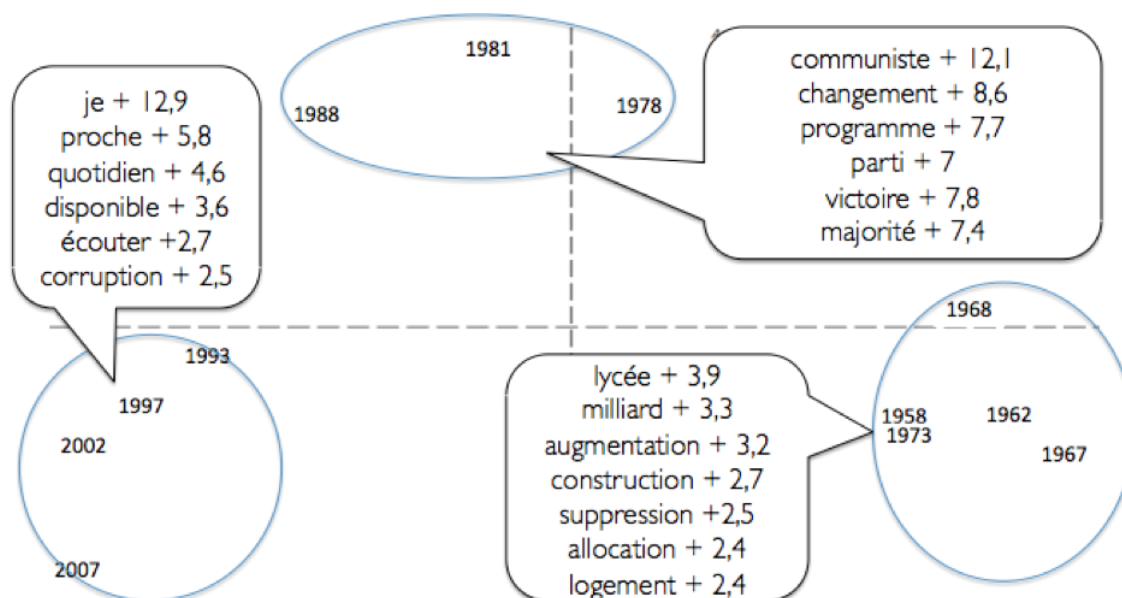 1981
1988
1978
je + 12,9
proche + 5,8
quotidien + 4,6
disponible + 3,6
écouter +2,7
corruption + 2,5
communiste + 12,1
changement + 8,6
programme + 7,7
parti + 7
victoire + 7,8
majorité + 7,4
1993
1997
2002
2007
lycée + 3,9
milliard + 3,3
augmentation + 3,2
construction + 2,7
suppression +2,5
allocation + 2,4
logement + 2,4
1968
1958
1962
1973
1967